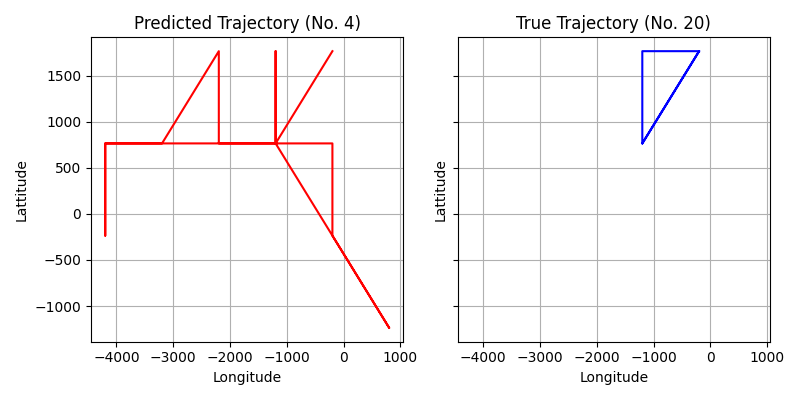 Predicted Trajectory (No. 4)
True Trajectory (No. 20)
Lattitude
1500
1000
500
0
−500
−1000
−4000 −3000 −2000 −1000 0 1000
Longitude
Lattitude
−4000 −3000 −2000 −1000 0 1000
Longitude